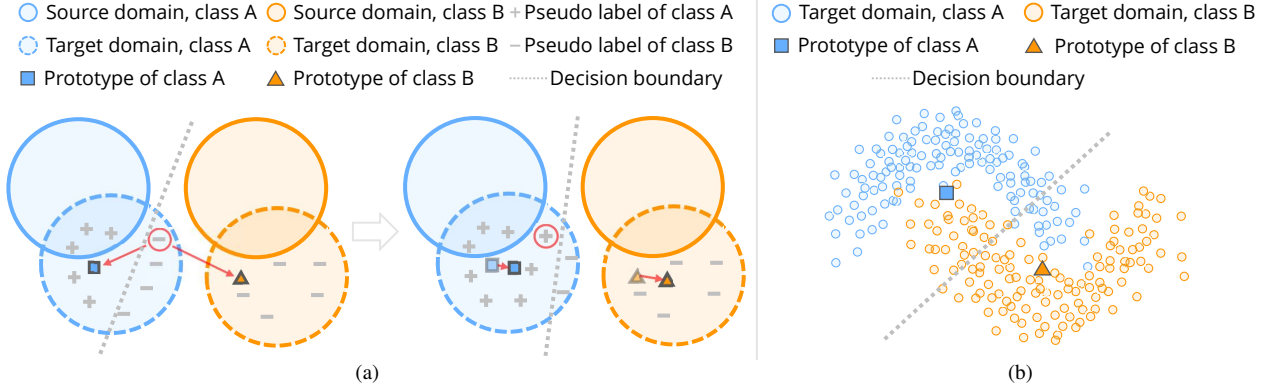 Source domain, class A
Source domain, class B
Pseudo label of class A
Target domain, class A
Target domain, class B
Pseudo label of class B
Prototype of class A
Prototype of class B
Decision boundary
(a)
Target domain, class A
Target domain, class B
Prototype of class A
Prototype of class B
Decision boundary
(b)